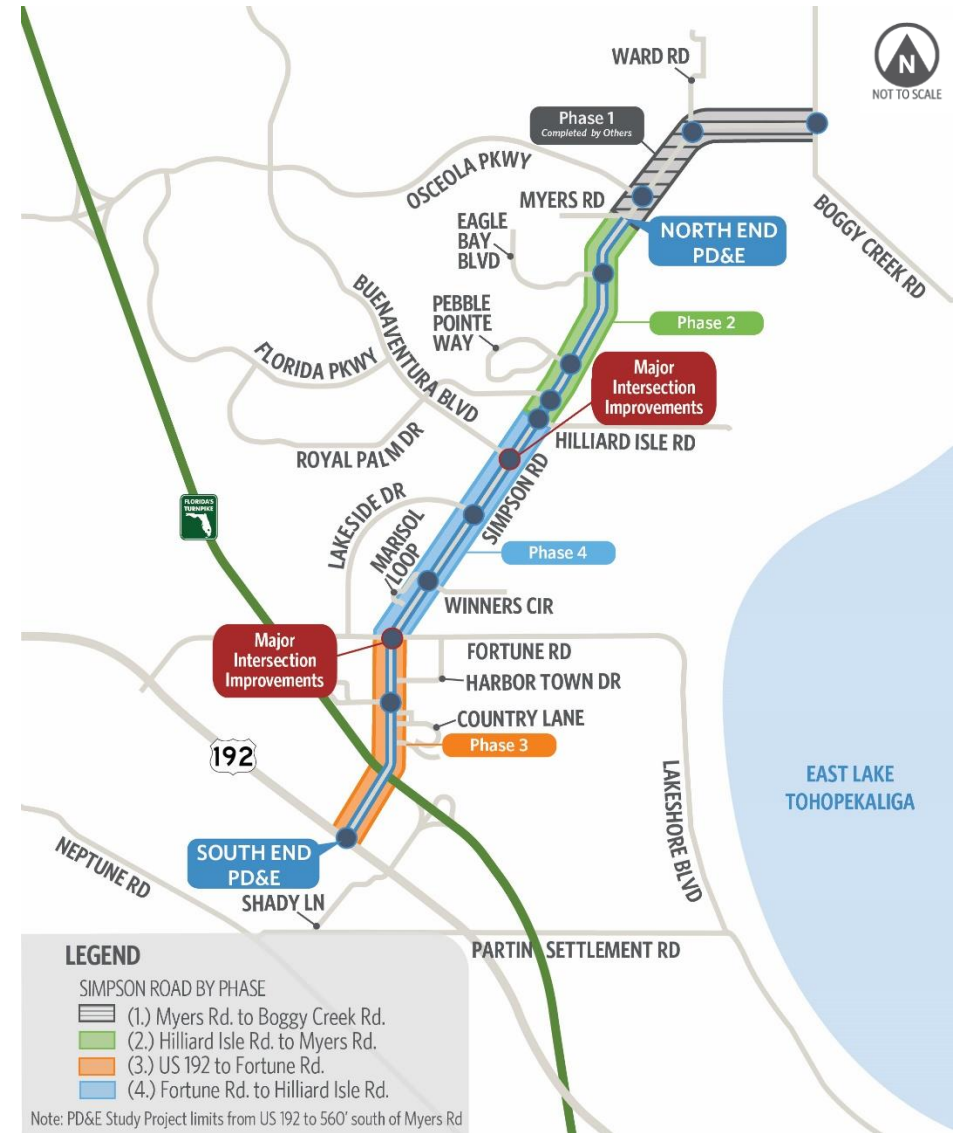 WARD RD
N
NOT TO SCALE
Phase 1
Completed by Others
OSCEOLA PKWY
MYERS RD
BOGGY CREEK RD
NORTH END
PD&E
EAGLE
BAY
BLVD
BUENAVENTURA BLVD
PEBBLE
POINTE
WAY
Phase 2
FLORIDA PKWY
Major
Intersection
Improvements
HILLIARD ISLE RD
ROYAL PALM DR
SIMPSON RD
LAKESIDE DR
FLORIDA'S
TURNPIKE
MARISOL
LOOP
Phase 4
WINNERS CIR
Major
Intersection
Improvements
FORTUNE RD
HARBOR TOWN DR
COUNTRY LANE
Phase 3
192
LAKESHORE BLVD
EAST LAKE
TOHOPEKALIGA
NEPTUNE RD
SOUTH END
PD&E
SHADY LN
PARTIN SETTLEMENT RD
LEGEND
SIMPSON ROAD BY PHASE
(1.) Myers Rd. to Boggy Creek Rd.
(2.) Hilliard Isle Rd. to Myers Rd.
(3.) US 192 to Fortune Rd.
(4.) Fortune Rd. to Hilliard Isle Rd.
Note: PD&E Study Project limits from US 192 to 560' south of Myers Rd